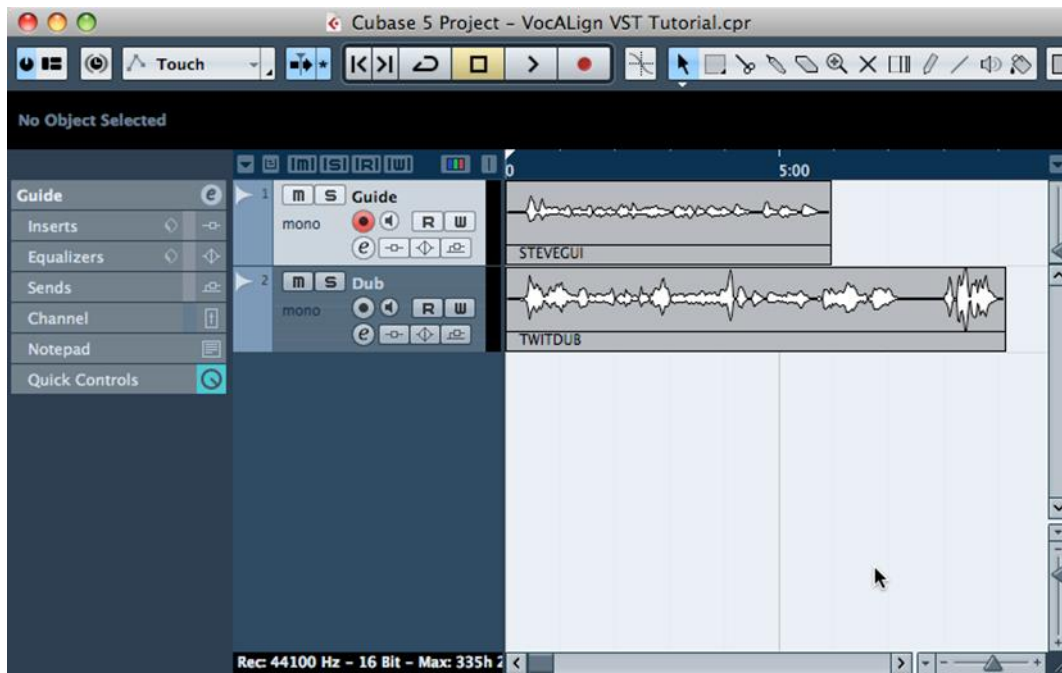 Cubase 5 Project - VocALign VST Tutorial.cpr
Touch
No Object Selected
[m] [S] [R] [W]
0
5:00
Guide
Inserts
Equalizers
Sends
Channel
Notepad
Quick Controls
1
m S Guide
mono
R W
e
STEVEGUI
2
m S Dub
mono
R W
e
TWITDUB
Rec: 44100 Hz - 16 Bit - Max: 335h